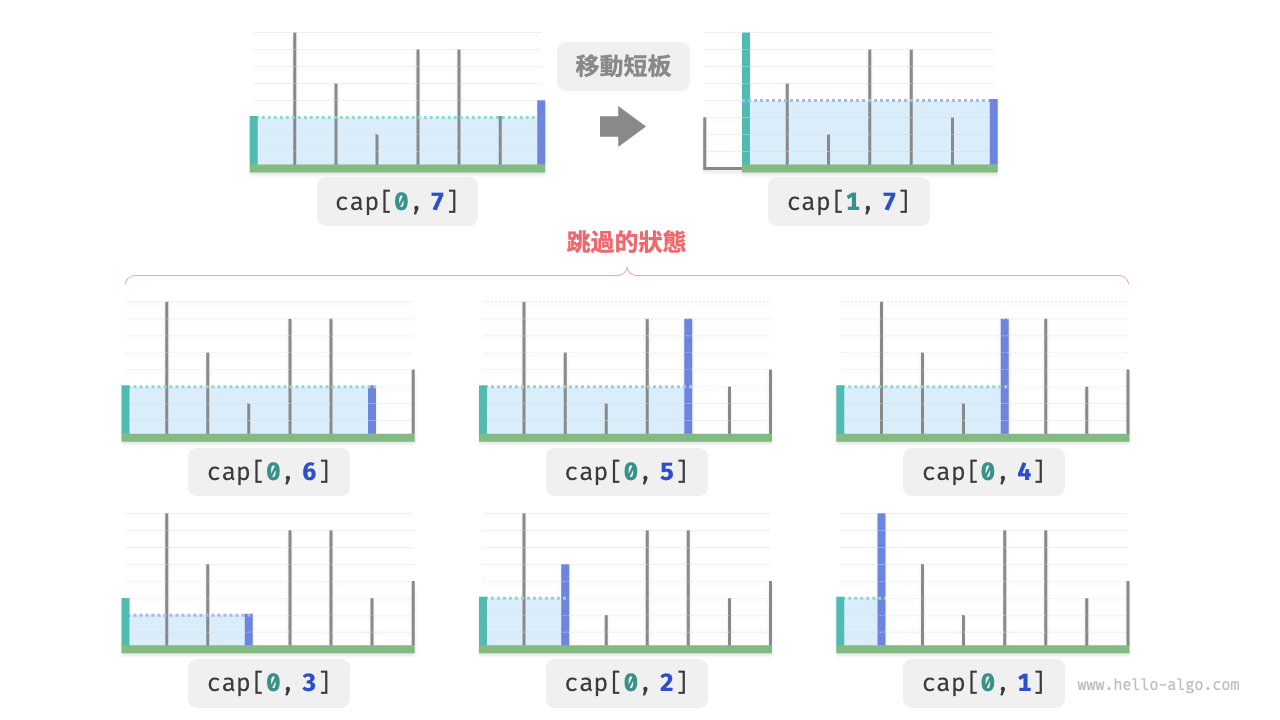 移動短板
cap[0, 7]
cap[1, 7]
跳過的狀態
cap[0, 6]
cap[0, 5]
cap[0, 4]
cap[0, 3]
cap[0, 2]
cap[0, 1]
www.hello-algo.com